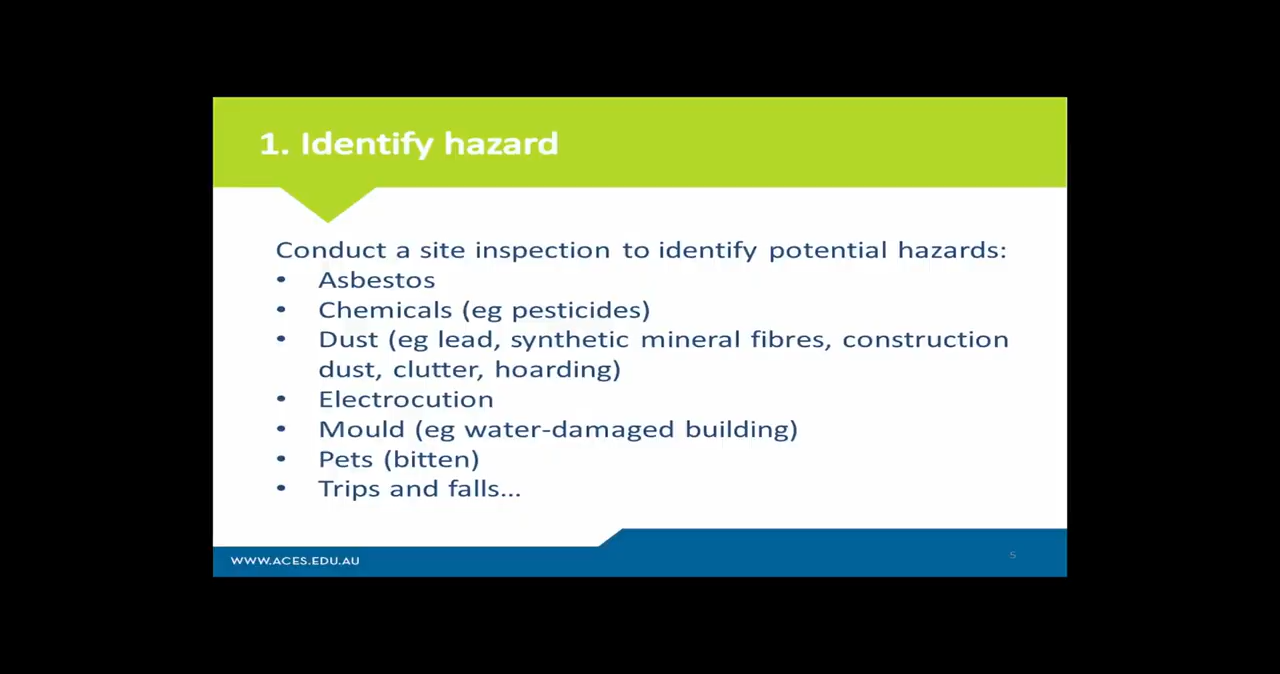 1. Identify hazard
Conduct a site inspection to identify potential hazards:
• Asbestos
• Chemicals (eg pesticides)
• Dust (eg lead, synthetic mineral fibres, construction
dust, clutter, hoarding)
• Electrocution
• Mould (eg water-damaged building)
• Pets (bitten)
• Trips and falls...
WWW.ACES.EDU.AU
5